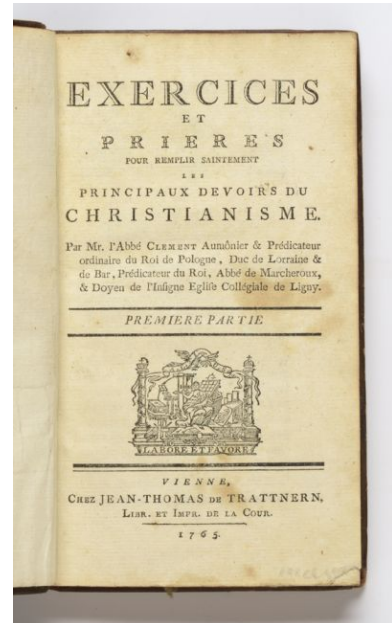 EXERCICES
ET
PRIERES
POUR REMPLIR SAINTEMENT
LES
PRINCIPAUX DEVOIRS DU
CHRISTIANISME.
Par Mr. l'Abbé CLEMENT Aumônier & Prédicateur
ordinaire du Roi de Pologne, Duc de Lorraine &
de Bar, Prédicateur du Roi, Abbé de Marcheroux,
& Doyen de l'Insigne Eglise Collégiale de Ligny.
PREMIERE PARTIE
LABORE ET FAVORE
VIENNE,
CHEZ JEAN-THOMAS DE TRATTNERN,
LIBR. ET IMPR. DE LA COUR.
1765.